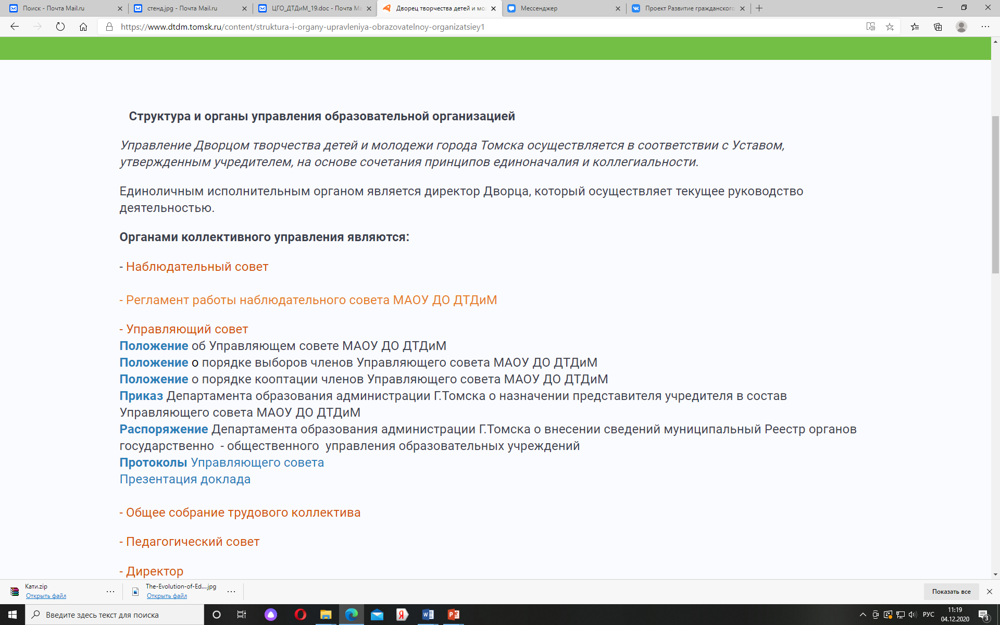 Поиск - Почта Mail.ru
стенд.jpg - Почта Mail.ru
ЦГО_ДТДиМ_19.doc - Почта Ма
Дворец творчества детей и мол
Мессенджер
Проект Развитие гражданского
https://www.dtdm.tomsk.ru/content/struktura-i-organy-upravleniya-obrazovatelnoy-organizatsiey1
Структура и органы управления образовательной организацией
Управление Дворцом творчества детей и молодежи города Томска осуществляется в соответствии с Уставом,
утвержденным учредителем, на основе сочетания принципов единоначалия и коллегиальности.
Единоличным исполнительным органом является директор Дворца, который осуществляет текущее руководство
деятельностью.
Органами коллективного управления являются:
- Наблюдательный совет
- Регламент работы наблюдательного совета МАОУ ДО ДТДиМ
- Управляющий совет
Положение об Управляющем совете МАОУ ДО ДТДиМ
Положение о порядке выборов членов Управляющего совета МАОУ ДО ДТДиМ
Положение о порядке кооптации членов Управляющего совета МАОУ ДО ДТДиМ
Приказ Департамента образования администрации Г.Томска о назначении представителя учредителя в состав
Управляющего совета МАОУ ДО ДТДиМ
Распоряжение Департамента образования администрации Г.Томска о внесении сведений муниципальный Реестр органов
государственно  - общественного  управления образовательных учреждений
Протоколы Управляющего совета
Презентация доклада
- Общее собрание трудового коллектива
- Педагогический совет
- Директор
Кати.zip
Открыть файл
The-Evolution-of-Ed....jpg
Открыть файл
Показать все
Введите здесь текст для поиска
РУС
11:19
04.12.2020
3